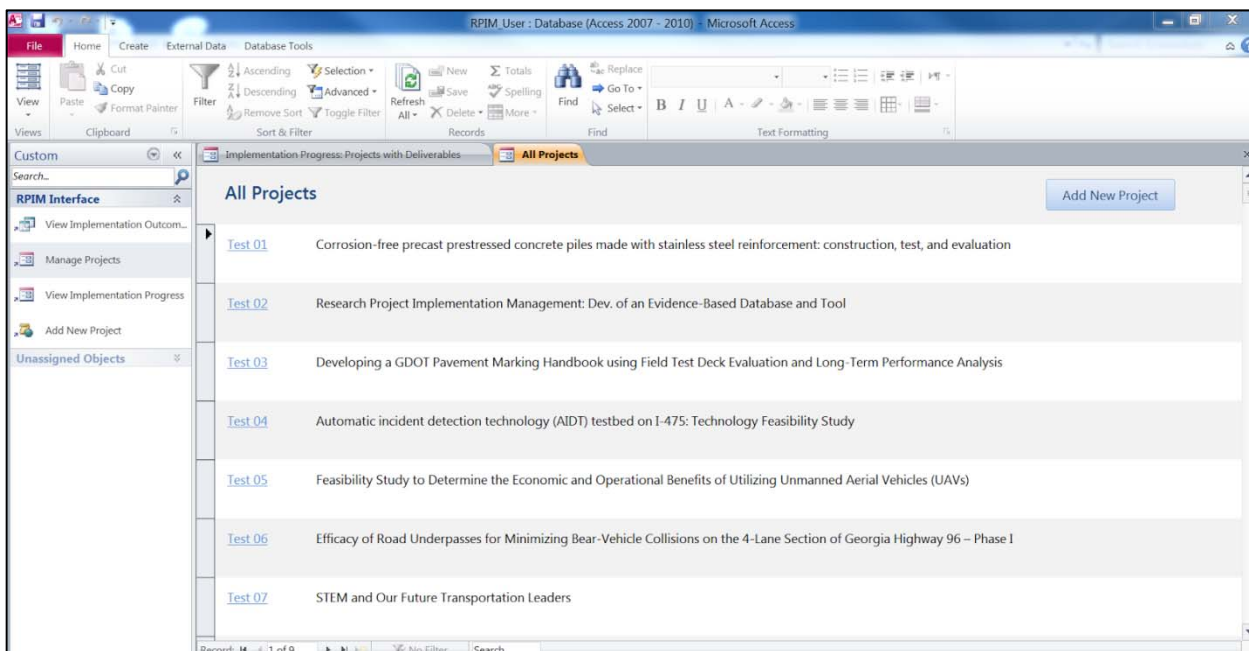 RPIM_User : Database (Access 2007 - 2010) - Microsoft Access
File Home Create External Data Database Tools
View Paste Cut Copy Format Painter
Filter Ascending Descending Remove Sort Selection Advanced Toggle Filter
Refresh All New Save Delete Totals Spelling More
Find Replace Go To Select
B I U A
Views Clipboard Sort & Filter Records Find Text Formatting
Custom
Search...
RPIM Interface
View Implementation Outcom...
Manage Projects
View Implementation Progress
Add New Project
Unassigned Objects
Implementation Progress: Projects with Deliverables All Projects
All Projects Add New Project
Test 01 Corrosion-free precast prestressed concrete piles made with stainless steel reinforcement: construction, test, and evaluation
Test 02 Research Project Implementation Management: Dev. of an Evidence-Based Database and Tool
Test 03 Developing a GDOT Pavement Marking Handbook using Field Test Deck Evaluation and Long-Term Performance Analysis
Test 04 Automatic incident detection technology (AIDT) testbed on I-475: Technology Feasibility Study
Test 05 Feasibility Study to Determine the Economic and Operational Benefits of Utilizing Unmanned Aerial Vehicles (UAVs)
Test 06 Efficacy of Road Underpasses for Minimizing Bear-Vehicle Collisions on the 4-Lane Section of Georgia Highway 96 – Phase I
Test 07 STEM and Our Future Transportation Leaders
Record: 1 of 9 No Filter Search